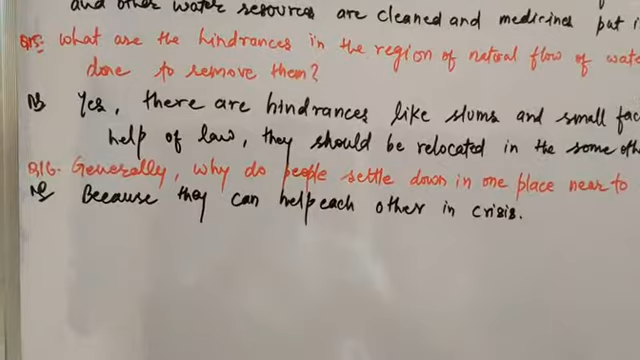 and other water resources are cleaned and medicines put i
Q15. What are the hindrances in the region of natural flow of wate
done to remove them?
Yes, there are hindrances like slums and small fac
help of law, they should be relocated in the some oth
Q16. Generally, why do people settle down in one place near to
Because they can help each other in crisis.